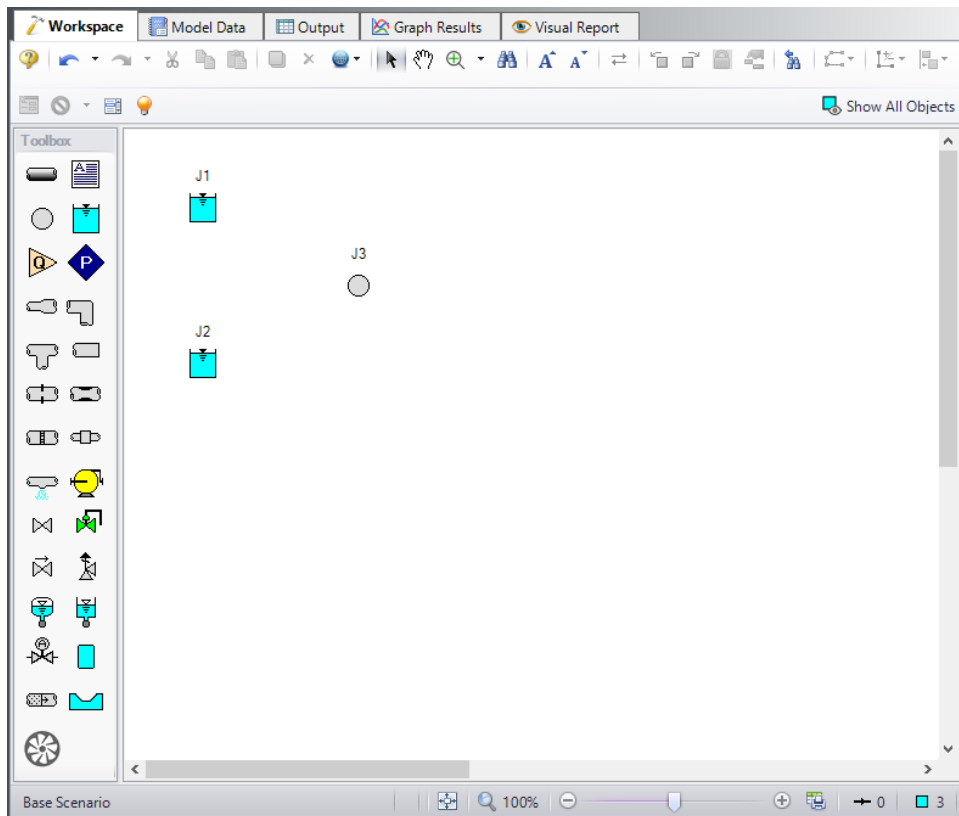 Workspace Model Data Output Graph Results Visual Report
A A
Show All Objects
Toolbox
A
J1
Q P
J3
J2
A
Base Scenario 100% 0 3